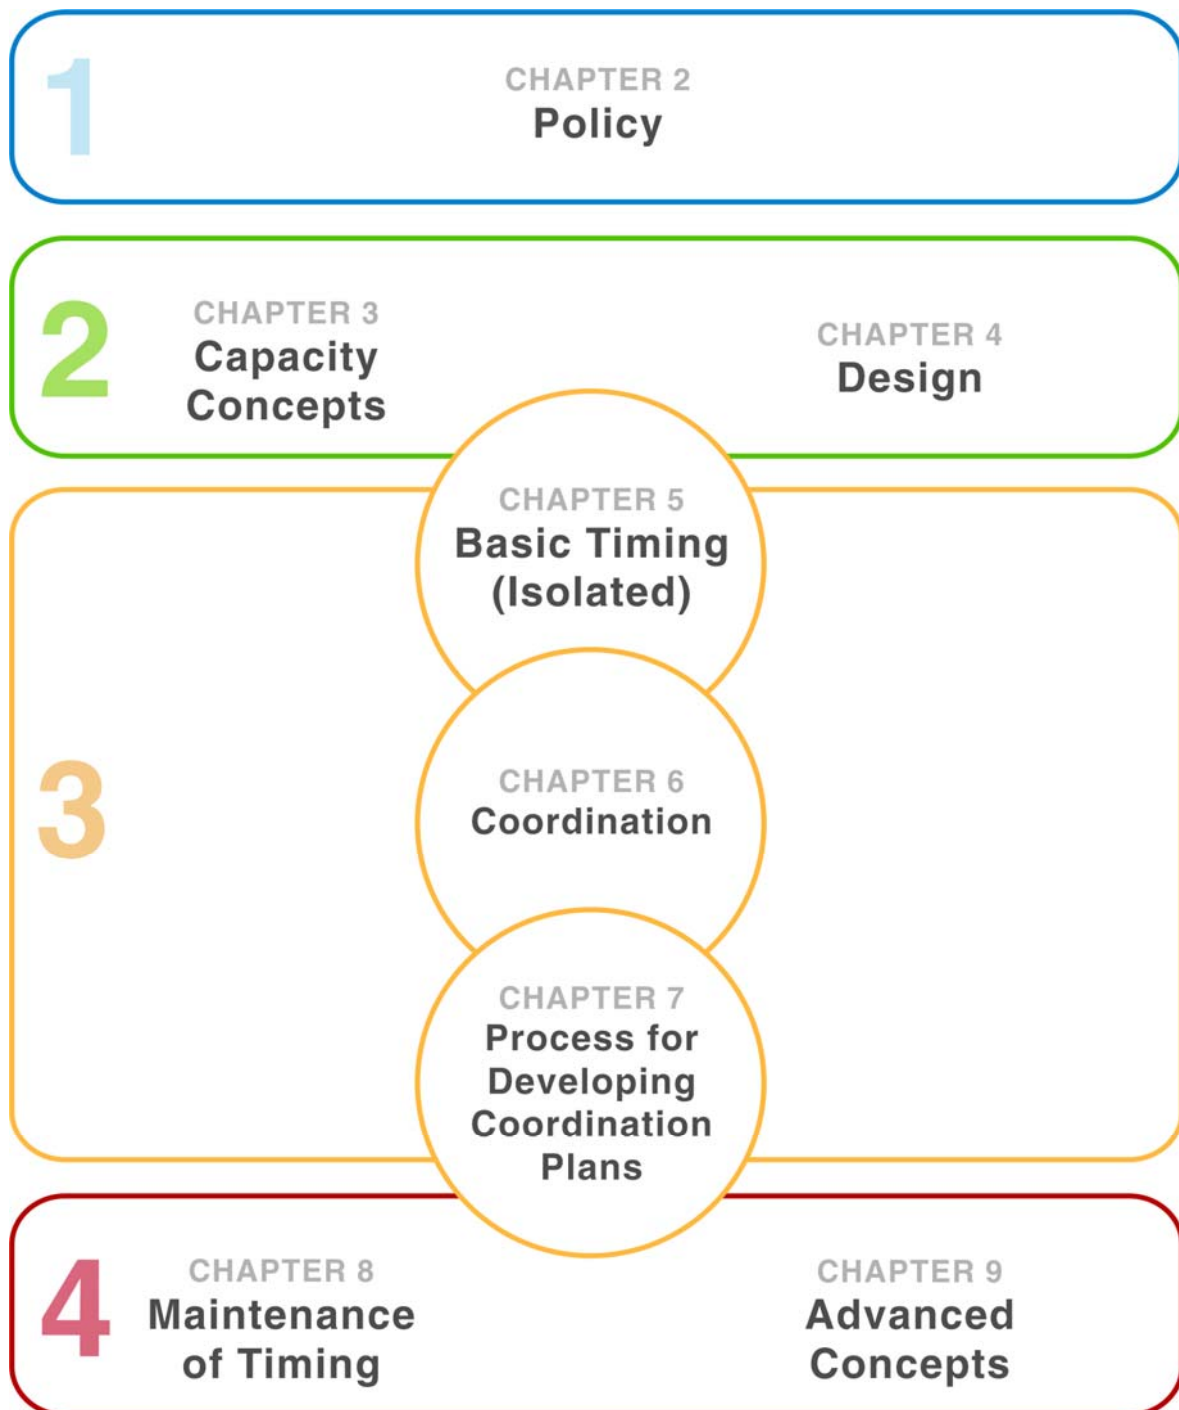 1
CHAPTER 2
Policy
2
CHAPTER 3
Capacity
Concepts
CHAPTER 4
Design
CHAPTER 5
Basic Timing
(Isolated)
3
CHAPTER 6
Coordination
CHAPTER 7
Process for
Developing
Coordination
Plans
4
CHAPTER 8
Maintenance
of Timing
CHAPTER 9
Advanced
Concepts